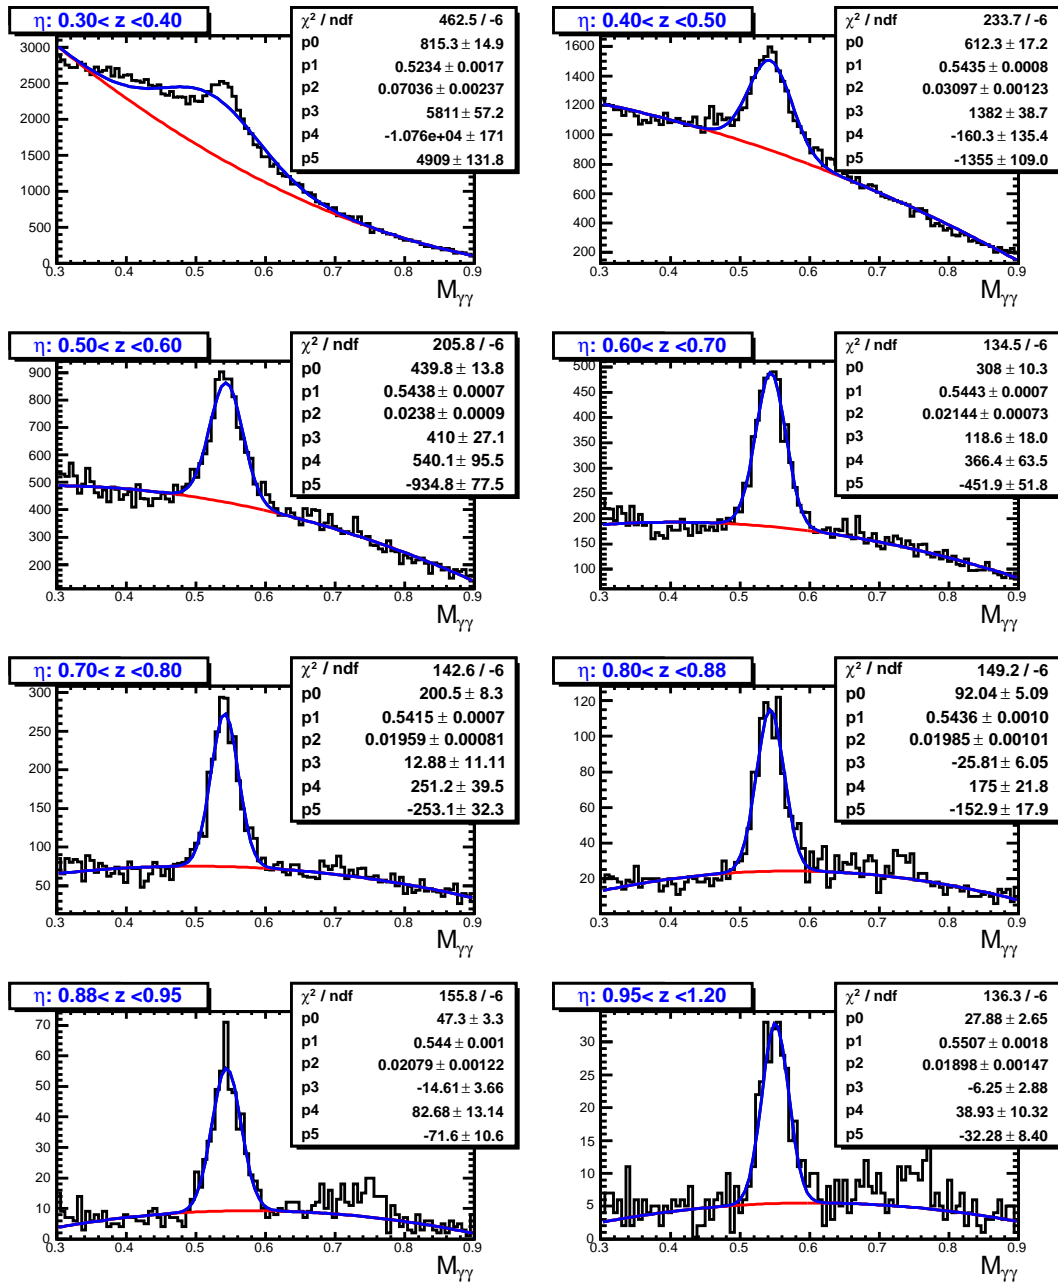 η: 0.30< z <0.40
χ² / ndf 462.5 / -6
p0 815.3 ± 14.9
p1 0.5234 ± 0.0017
p2 0.07036 ± 0.00237
p3 5811 ± 57.2
p4 -1.076e+04 ± 171
p5 4909 ± 131.8
3000
2500
2000
1500
1000
500
0
0.3 0.4 0.5 0.6 0.7 0.8 0.9
Mγγ
η: 0.40< z <0.50
χ² / ndf 233.7 / -6
p0 612.3 ± 17.2
p1 0.5435 ± 0.0008
p2 0.03097 ± 0.00123
p3 1382 ± 38.7
p4 -160.3 ± 135.4
p5 -1355 ± 109.0
1600
1400
1200
1000
800
600
400
200
0.3 0.4 0.5 0.6 0.7 0.8 0.9
Mγγ
η: 0.50< z <0.60
χ² / ndf 205.8 / -6
p0 439.8 ± 13.8
p1 0.5438 ± 0.0007
p2 0.0238 ± 0.0009
p3 410 ± 27.1
p4 540.1 ± 95.5
p5 -934.8 ± 77.5
900
800
700
600
500
400
300
200
0.3 0.4 0.5 0.6 0.7 0.8 0.9
Mγγ
η: 0.60< z <0.70
χ² / ndf 134.5 / -6
p0 308 ± 10.3
p1 0.5443 ± 0.0007
p2 0.02144 ± 0.00073
p3 118.6 ± 18.0
p4 366.4 ± 63.5
p5 -451.9 ± 51.8
500
450
400
350
300
250
200
150
100
0.3 0.4 0.5 0.6 0.7 0.8 0.9
Mγγ
η: 0.70< z <0.80
χ² / ndf 142.6 / -6
p0 200.5 ± 8.3
p1 0.5415 ± 0.0007
p2 0.01959 ± 0.00081
p3 12.88 ± 11.11
p4 251.2 ± 39.5
p5 -253.1 ± 32.3
300
250
200
150
100
50
0.3 0.4 0.5 0.6 0.7 0.8 0.9
Mγγ
η: 0.80< z <0.88
χ² / ndf 149.2 / -6
p0 92.04 ± 5.09
p1 0.5436 ± 0.0010
p2 0.01985 ± 0.00101
p3 -25.81 ± 6.05
p4 175 ± 21.8
p5 -152.9 ± 17.9
120
100
80
60
40
20
0
0.3 0.4 0.5 0.6 0.7 0.8 0.9
Mγγ
η: 0.88< z <0.95
χ² / ndf 155.8 / -6
p0 47.3 ± 3.3
p1 0.544 ± 0.001
p2 0.02079 ± 0.00122
p3 -14.61 ± 3.66
p4 82.68 ± 13.14
p5 -71.6 ± 10.6
70
60
50
40
30
20
10
0
0.3 0.4 0.5 0.6 0.7 0.8 0.9
Mγγ
η: 0.95< z <1.20
χ² / ndf 136.3 / -6
p0 27.88 ± 2.65
p1 0.5507 ± 0.0018
p2 0.01898 ± 0.00147
p3 -6.25 ± 2.88
p4 38.93 ± 10.32
p5 -32.28 ± 8.40
30
25
20
15
10
5
0
0.3 0.4 0.5 0.6 0.7 0.8 0.9
Mγγ